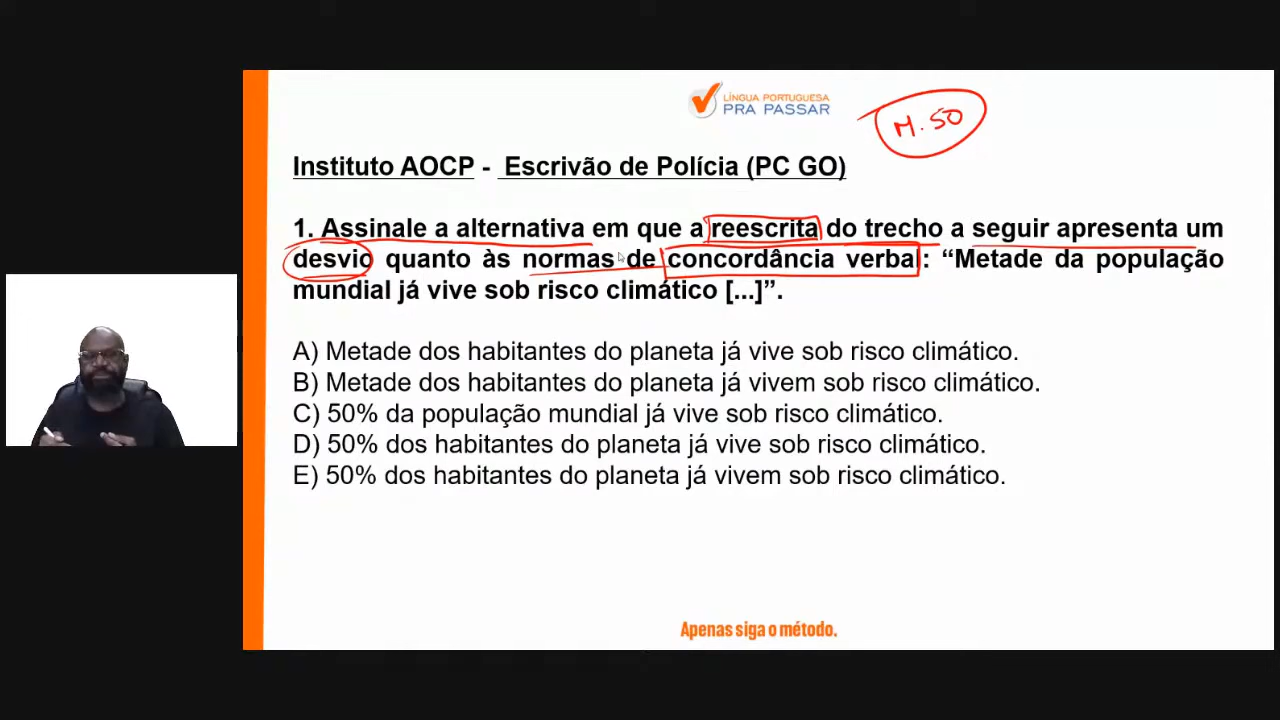 LÍNGUA PORTUGUESA
PRA PASSAR
M.50
Instituto AOCP - Escrivão de Polícia (PC GO)
1. Assinale a alternativa em que a reescrita do trecho a seguir apresenta um
desvio quanto às normas de concordância verbal: “Metade da população
mundial já vive sob risco climático [...]”.
A) Metade dos habitantes do planeta já vive sob risco climático.
B) Metade dos habitantes do planeta já vivem sob risco climático.
C) 50% da população mundial já vive sob risco climático.
D) 50% dos habitantes do planeta já vive sob risco climático.
E) 50% dos habitantes do planeta já vivem sob risco climático.
Apenas siga o método.